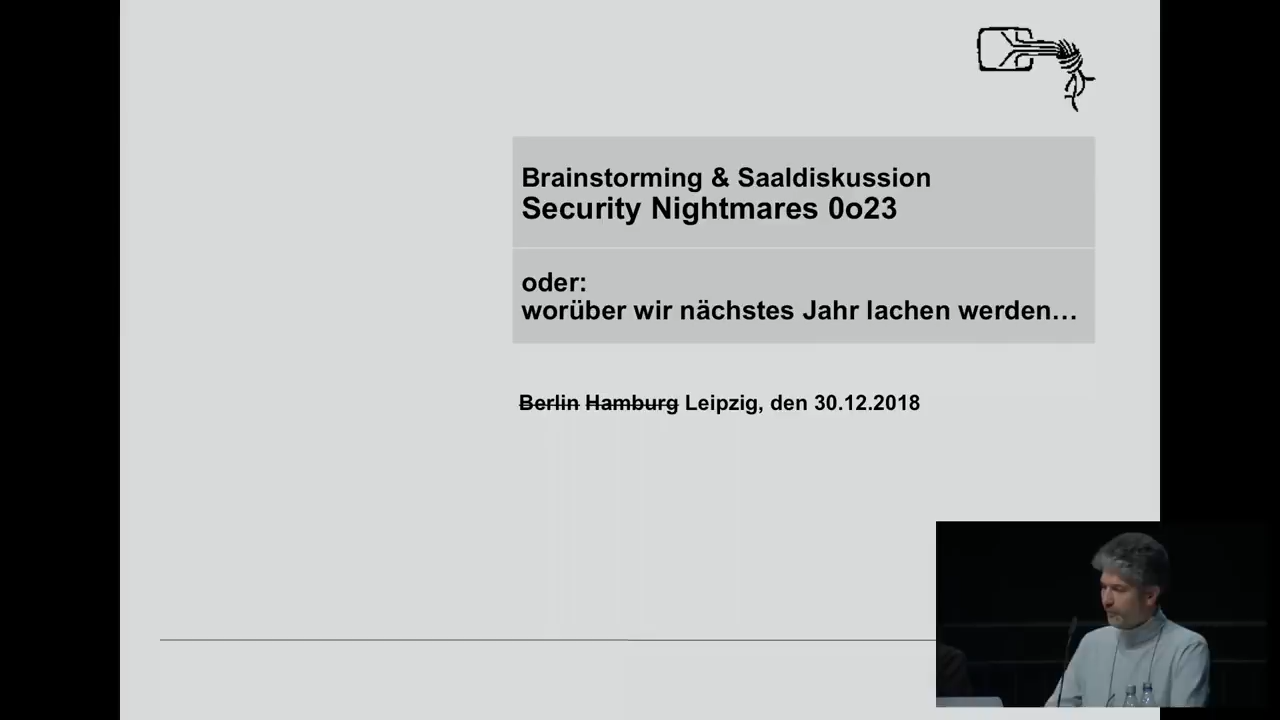 Brainstorming & Saaldiskussion
Security Nightmares 0o23
oder:
worüber wir nächstes Jahr lachen werden…
Berlin Hamburg Leipzig, den 30.12.2018